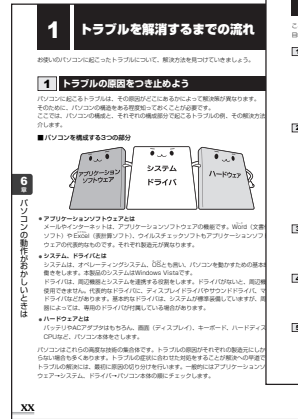 1 トラブルを解消するまでの流れ
お使いのパソコンに起こったトラブルについて、解決方法を見つけていきましょう。
1 トラブルの原因をつき止めよう
パソコンに起こるトラブルは、その原因がどこにあるかによって解決策が異なります。
そのために、パソコンの構造をある程度知っておくことが必要です。
ここでは、パソコンの構成と、それぞれの構成部分で起こるトラブルの例、その解決方法
介します。
■パソコンを構成する3つの部分
アプリケーション
ソフトウェア
システム
ドライバ
ハードウェア
● アプリケーションソフトウェアとは
メールやインターネットは、アプリケーションソフトウェアの機能です。Word（文書
ソフト）やExcel（表計算ソフト）、ウイルスチェックソフトもアプリケーションソフ
ウェアの代表的なものです。それぞれ製造元が異なります。
● システム、ドライバとは
システムは、オペレーティングシステム、OSとも言い、パソコンを動かすための基本
働きをします。本製品のシステムはWindows Vistaです。
ドライバは、周辺機器とシステムを連携する役割をします。ドライバがないと、周辺機
使用できません。代表的なドライバに、ディスプレイドライバやサウンドドライバ、マ
ドライバなどがあります。基本的なドライバは、システムが標準装備していますが、周
器によっては、専用のドライバが付属している場合があります。
● ハードウェアとは
バッテリやACアダプタはもちろん、画面（ディスプレイ）、キーボード、ハードディス
CPUなど、パソコン本体をさします。
パソコンはこれらの高度な技術の集合体です。トラブルの原因がそれぞれの製造元にしか
らない場合も多くあります。トラブルの症状に合わせた対処をすることが解決への早道で
トラブルの解決には、最初に原因の切り分けを行います。一般的にはアプリケーションソ
ウェア→システム、ドライバ→パソコン本体の順にチェックします。
6章
パソコンの動作がおかしいときは
XX
1
2
3
4
5